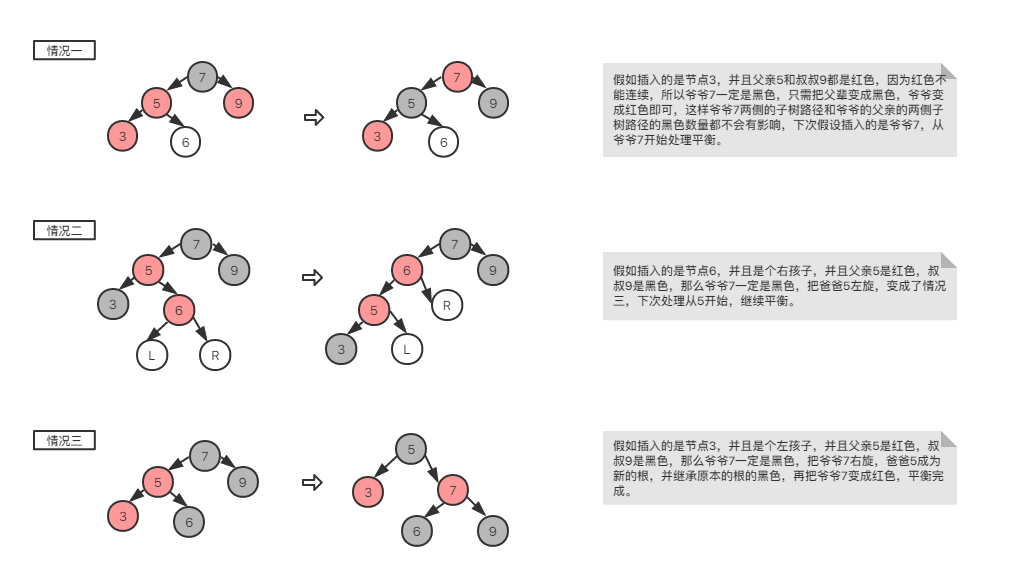 情况一
7
5
9
3
6
7
5
9
3
6
假如插入的是节点3，并且父亲5和叔叔9都是红色，因为红色不
能连续，所以爷爷7一定是黑色，只需把父辈变成黑色，爷爷变
成红色即可，这样爷爷7两侧的子树路径和爷爷的父亲的两侧子
树路径的黑色数量都不会有影响，下次假设插入的是爷爷7，从
爷爷7开始处理平衡。
情况二
7
5
9
3
6
L
R
7
6
9
5
R
3
L
假如插入的是节点6，并且是个右孩子，并且父亲5是红色，叔
叔9是黑色，那么爷爷7一定是黑色，把爸爸5左旋，变成了情况
三，下次处理从5开始，继续平衡。
情况三
7
5
9
3
6
5
3
7
6
9
假如插入的是节点3，并且是个左孩子，并且父亲5是红色，叔
叔9是黑色，那么爷爷7一定是黑色，把爷爷7右旋，爸爸5成为
新的根，并继承原本的根的黑色，再把爷爷7变成红色，平衡完
成。